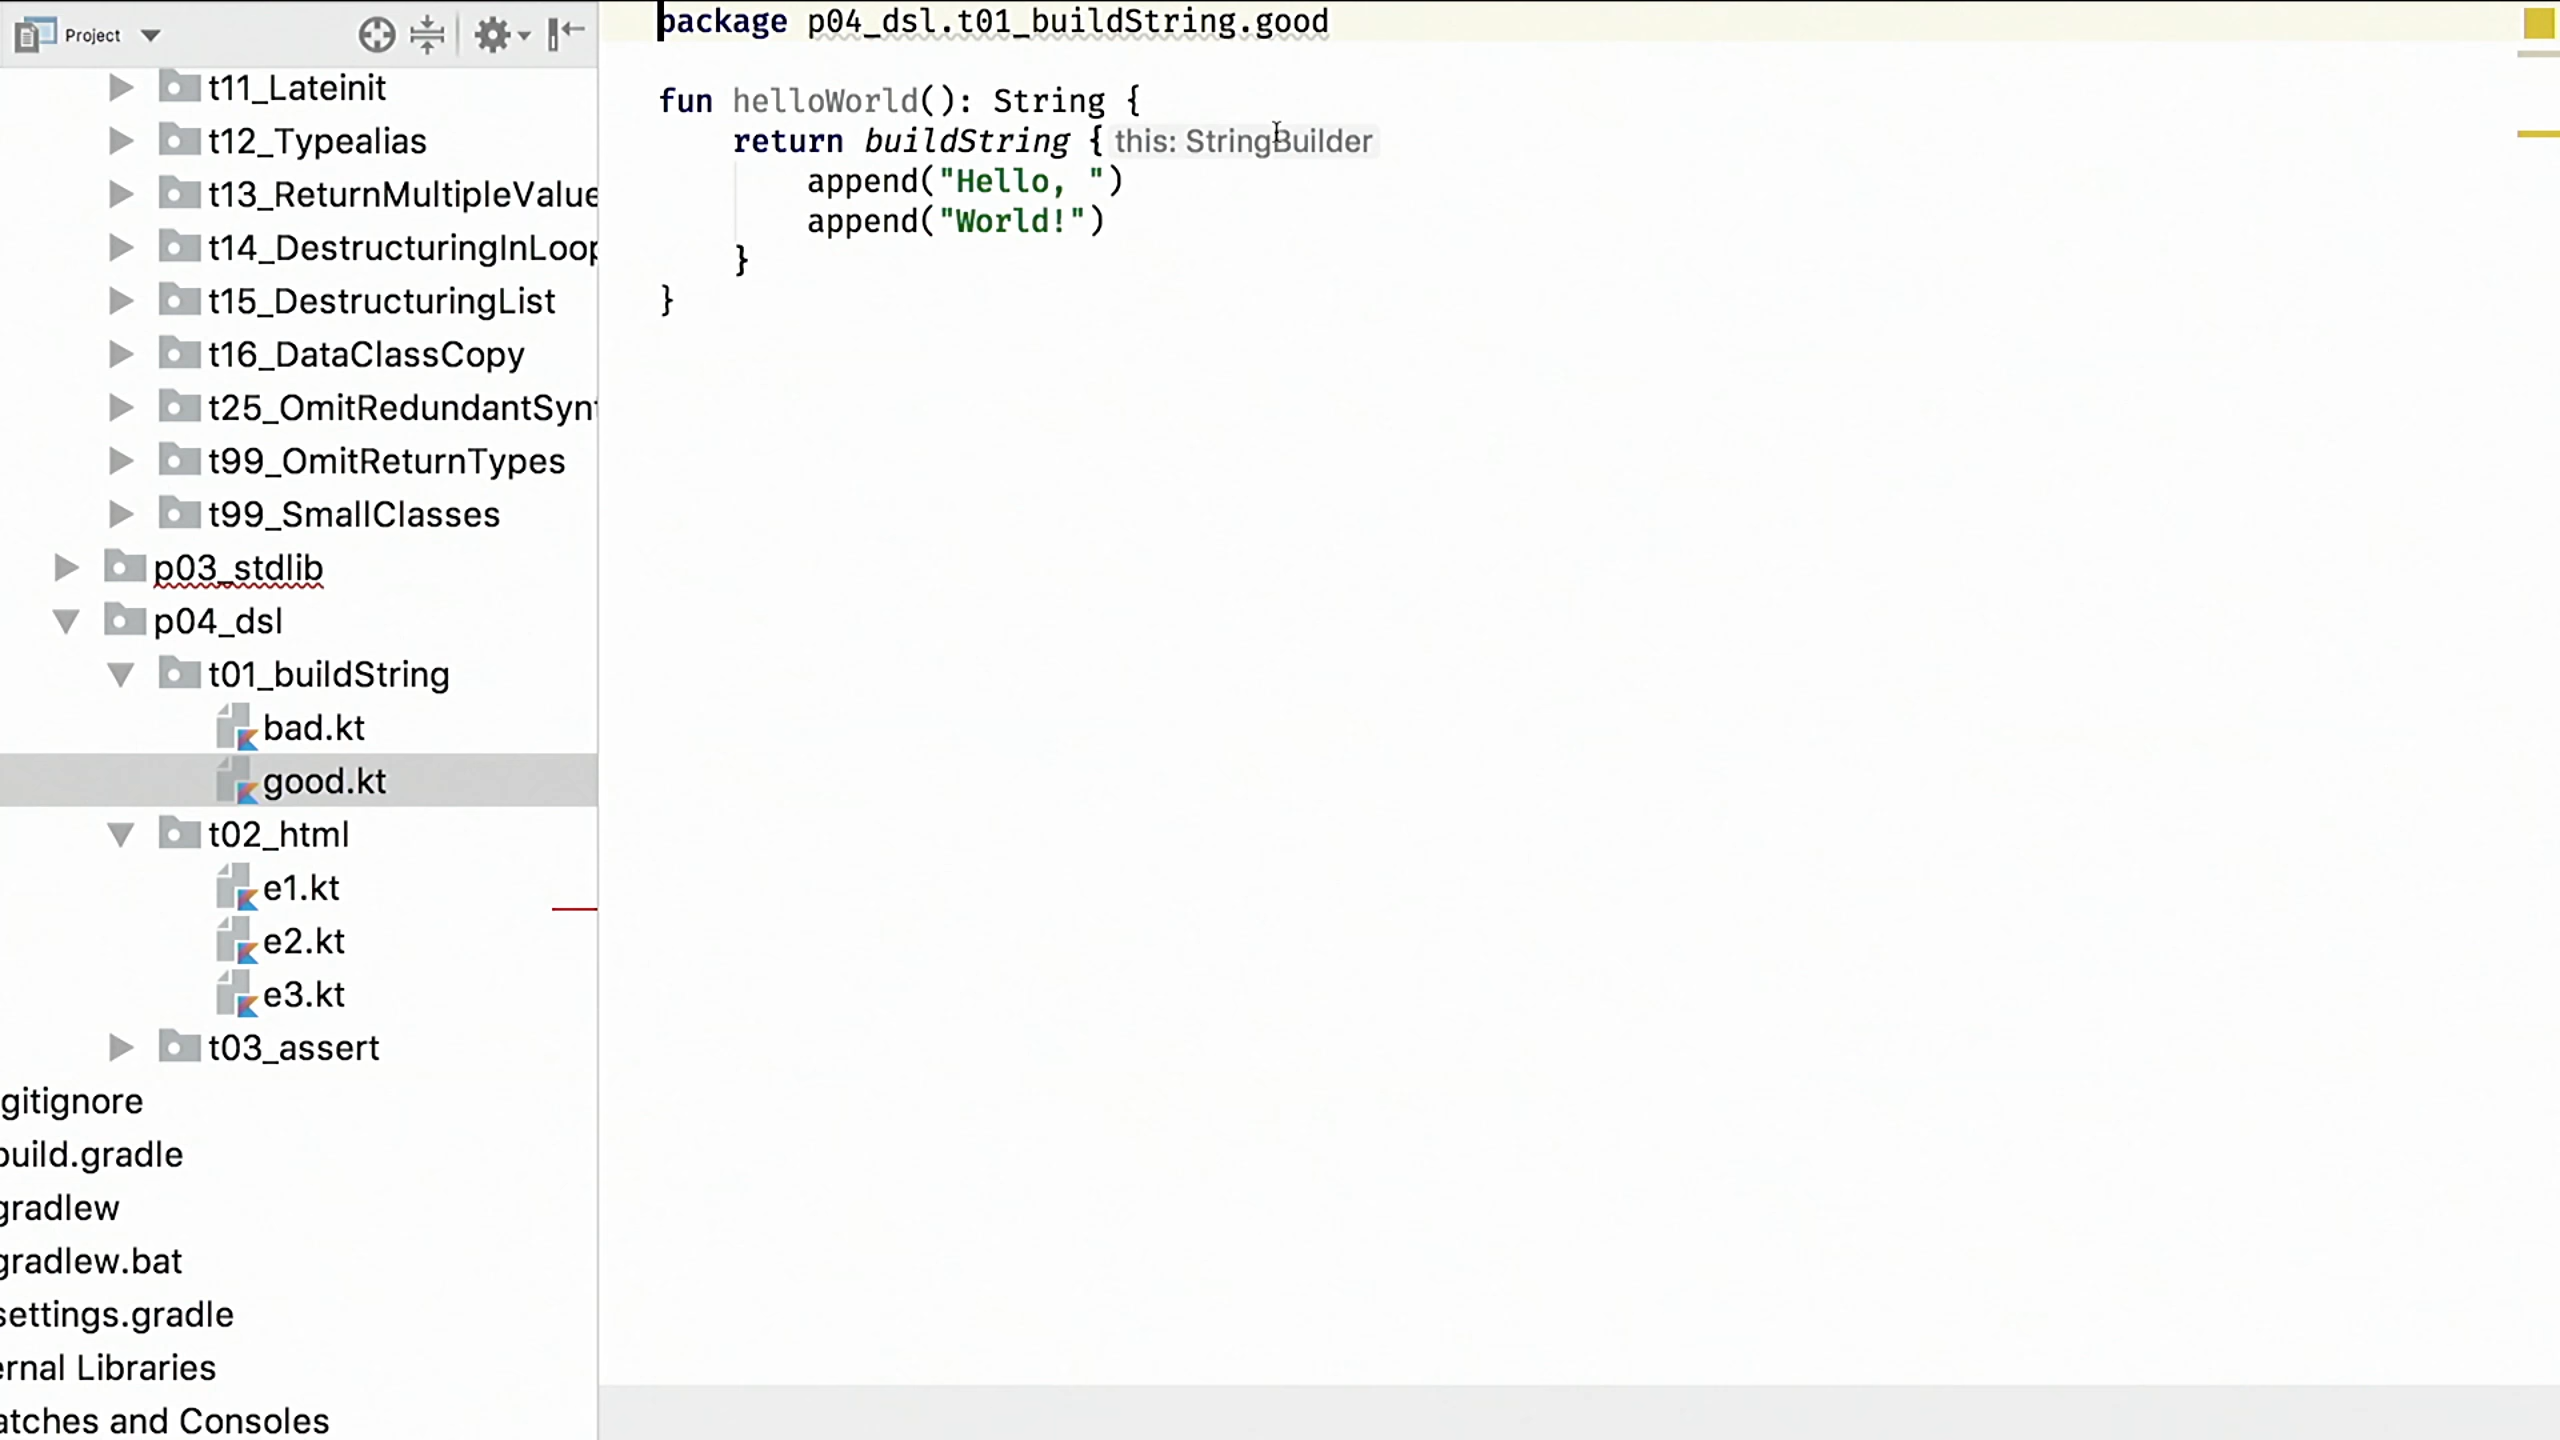 Project
t11_Lateinit
t12_Typealias
t13_ReturnMultipleValue
t14_DestructuringInLoop
t15_DestructuringList
t16_DataClassCopy
t25_OmitRedundantSynt
t99_OmitReturnTypes
t99_SmallClasses
p03_stdlib
p04_dsl
t01_buildString
bad.kt
good.kt
t02_html
e1.kt
e2.kt
e3.kt
t03_assert
gitignore
build.gradle
gradlew
gradlew.bat
settings.gradle
ernal Libraries
atches and Consoles
package p04_dsl.t01_buildString.good
fun helloWorld(): String {
return buildString { this: StringBuilder
append("Hello, ")
append("World!")
}
}